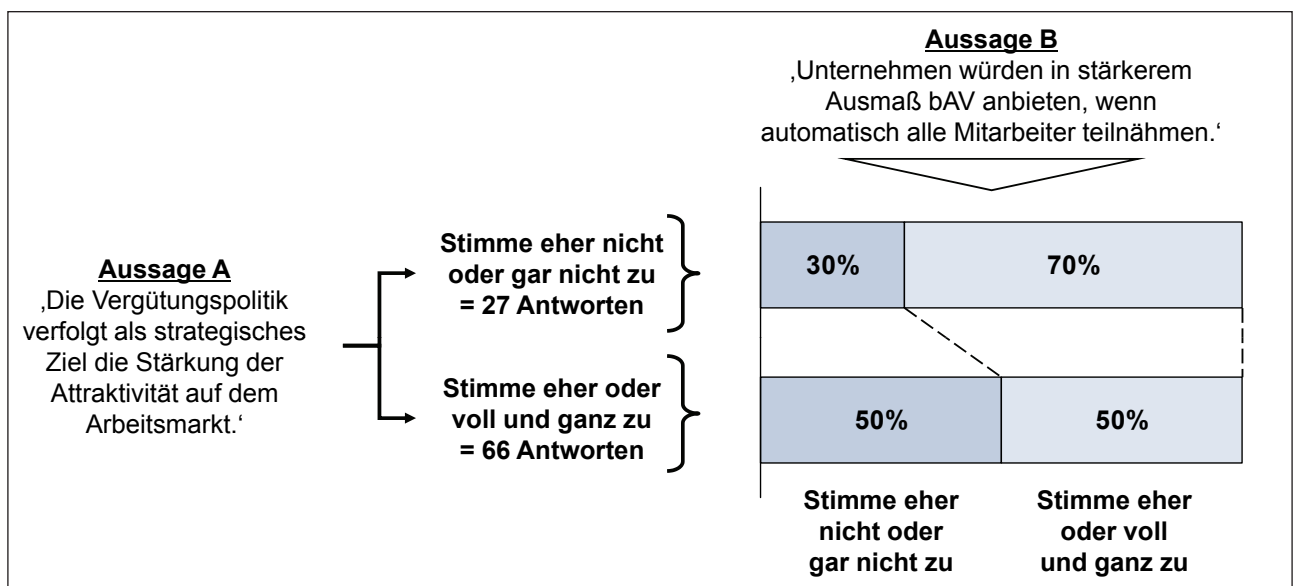 Aussage B
‚Unternehmen würden in stärkerem
Ausmaß bAV anbieten, wenn
automatisch alle Mitarbeiter teilnähmen.‘
Aussage A
‚Die Vergütungspolitik
verfolgt als strategisches
Ziel die Stärkung der
Attraktivität auf dem
Arbeitsmarkt.‘
Stimme eher nicht
oder gar nicht zu
= 27 Antworten
30%
70%
Stimme eher oder
voll und ganz zu
= 66 Antworten
50%
50%
Stimme eher
nicht oder
gar nicht zu
Stimme eher
oder voll
und ganz zu